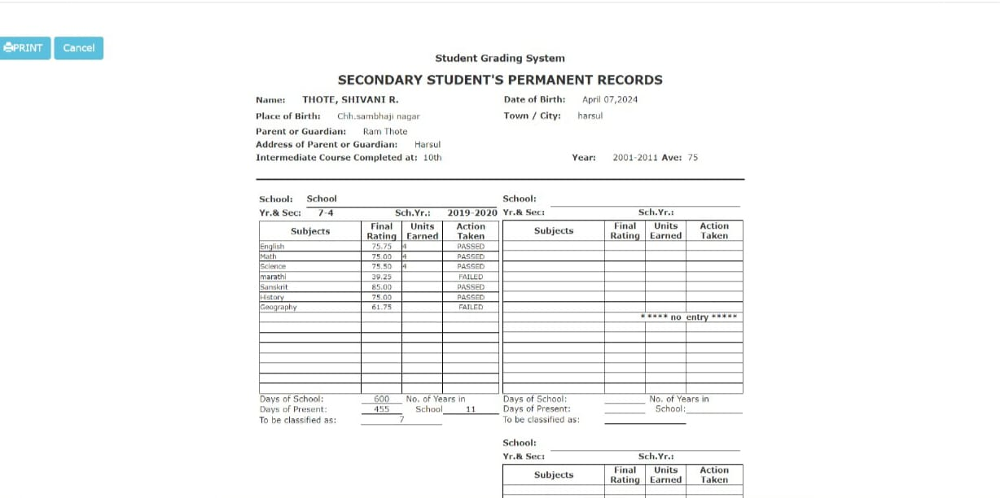 PRINT Cancel
Student Grading System
SECONDARY STUDENT'S PERMANENT RECORDS
Name: THOTE, SHIVANI R. Date of Birth: April 07,2024
Place of Birth: Chh.sambhaji nagar Town / City: harsul
Parent or Guardian: Ram Thote
Address of Parent or Guardian: Harsul
Intermediate Course Completed at: 10th Year: 2001-2011 Ave: 75
School: School
Yr.& Sec: 7-4 Sch.Yr.: 2019-2020
Subjects Final Rating Units Earned Action Taken
English 75.75 4 PASSED
Math 75.00 4 PASSED
Science 75.50 4 PASSED
marathi 39.25 FAILED
Sanskrit 85.00 PASSED
History 75.00 PASSED
Geography 61.75 FAILED
Days of School: 600 No. of Years in
Days of Present: 455 School 11
To be classified as: 7
School:
Yr.& Sec: Sch.Yr.:
Subjects Final Rating Units Earned Action Taken
***** no entry *****
Days of School: No. of Years in
Days of Present: School:
To be classified as:
School:
Yr.& Sec: Sch.Yr.:
Subjects Final Rating Units Earned Action Taken